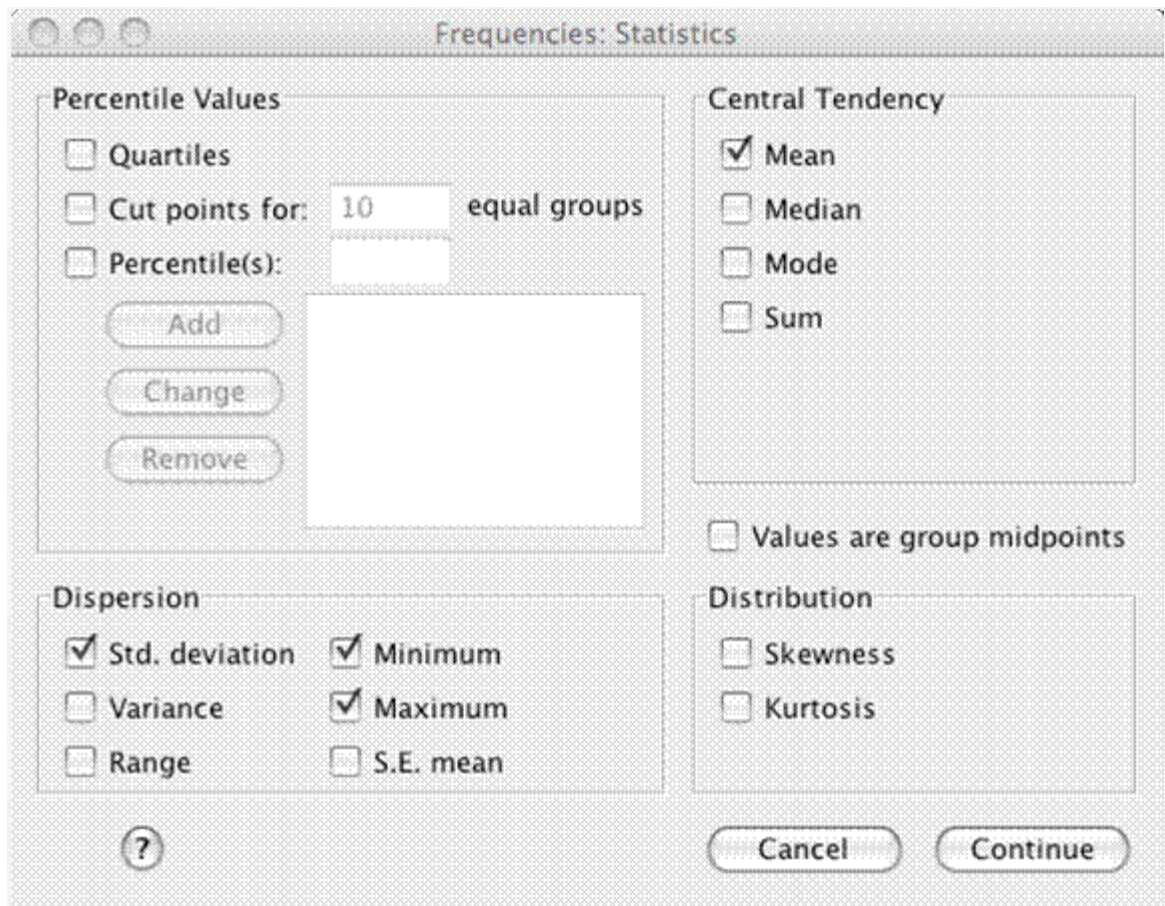 Frequencies: Statistics
Percentile Values
Quartiles
Cut points for: 10 equal groups
Percentile(s):
Add
Change
Remove
Central Tendency
Mean
Median
Mode
Sum
Values are group midpoints
Dispersion
Std. deviation Minimum
Variance Maximum
Range S.E. mean
Distribution
Skewness
Kurtosis
? Cancel Continue